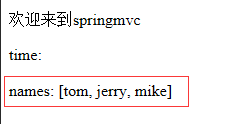 欢迎来到springmvc
time:
names: [tom, jerry, mike]